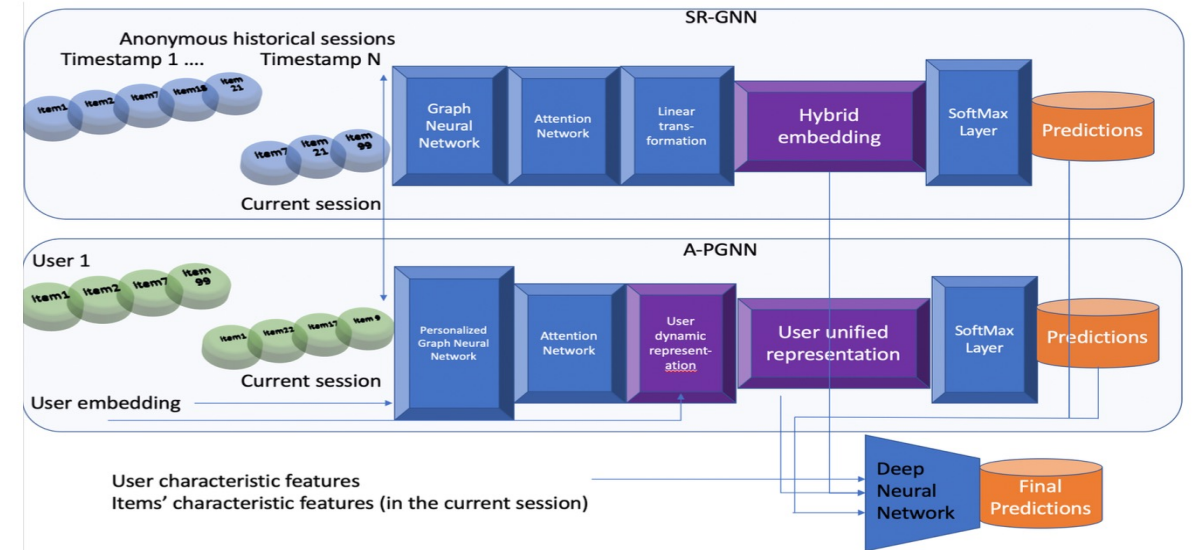 SR-GNN
Anonymous historical sessions
Timestamp 1 .... Timestamp N
Item1
Item2
Item7
Item15
Item
21
Item7
Item
21
Item
99
Current session
Graph
Neural
Network
Attention
Network
Linear
trans-
formation
Hybrid
embedding
SoftMax
Layer
Predictions
A-PGNN
User 1
Item1
Item2
Item7
Item
99
Item1
Item22
Item17
Item 9
Current session
User embedding
Personalized
Graph Neural
Network
Attention
Network
User
dynamic
represent-
ation
User unified
representation
SoftMax
Layer
Predictions
User characteristic features
Items’ characteristic features (in the current session)
Deep
Neural
Network
Final
Predictions